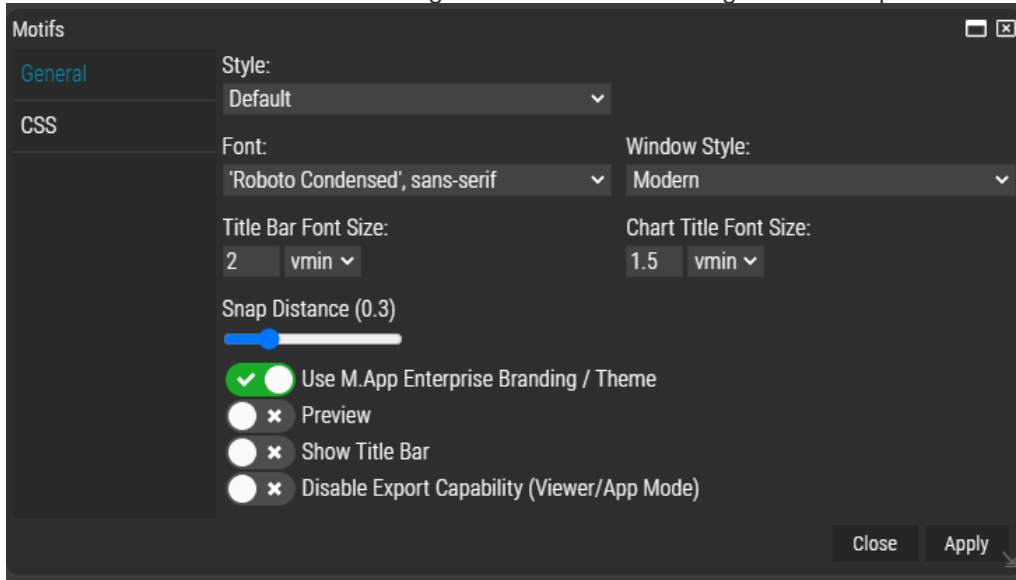 Motifs
General
CSS
Style:
Default
Font:
Window Style:
'Roboto Condensed', sans-serif
Modern
Title Bar Font Size:
Chart Title Font Size:
2 vmin
1.5 vmin
Snap Distance (0.3)
Use M.App Enterprise Branding / Theme
Preview
Show Title Bar
Disable Export Capability (Viewer/App Mode)
Close Apply